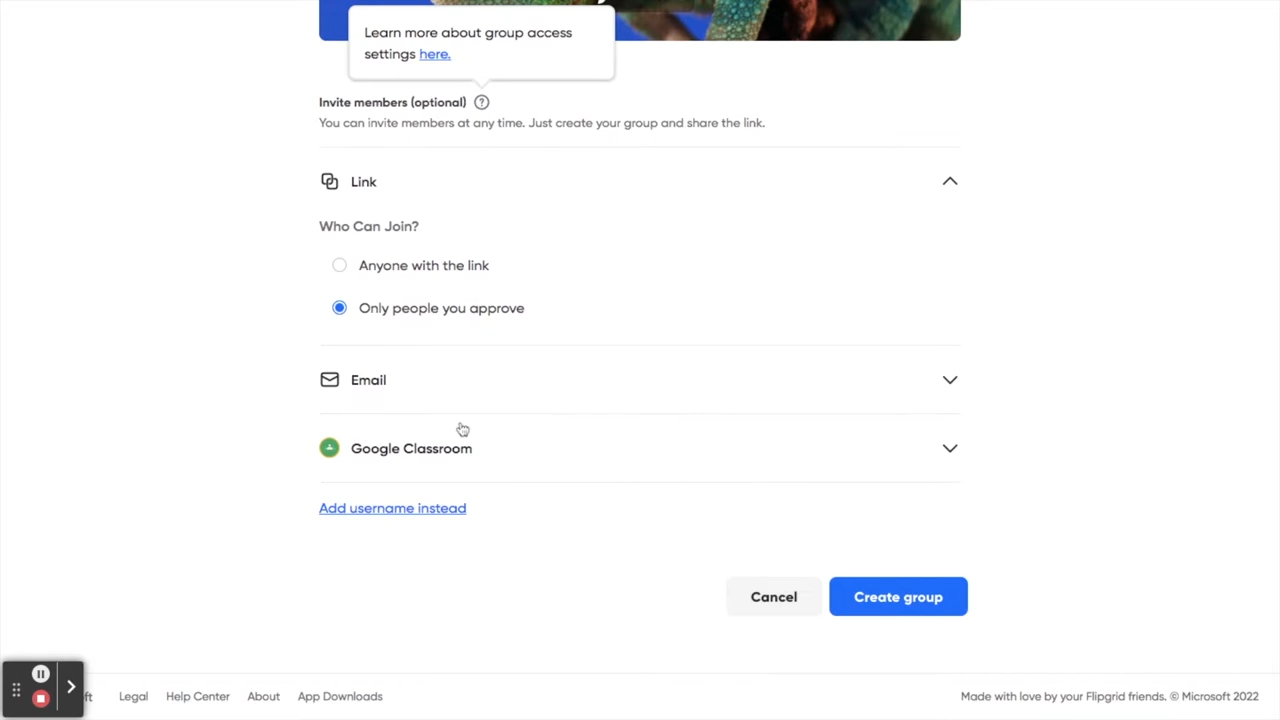 Learn more about group access
settings here.
Invite members (optional) ?
You can invite members at any time. Just create your group and share the link.
Link
Who Can Join?
Anyone with the link
Only people you approve
Email
Google Classroom
Add username instead
Cancel Create group
Legal Help Center About App Downloads Made with love by your Flipgrid friends. © Microsoft 2022